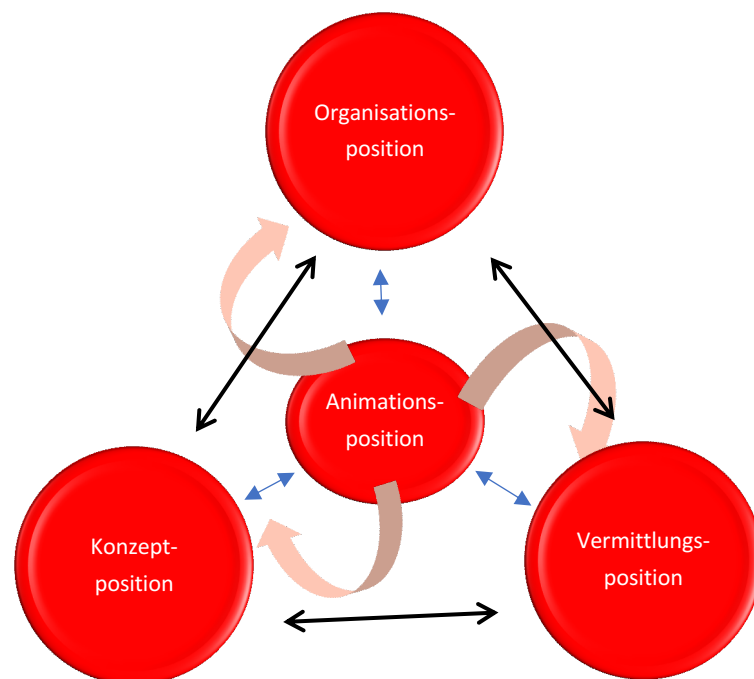 Organisations-
position
Animations-
position
Konzept-
position
Vermittlungs-
position